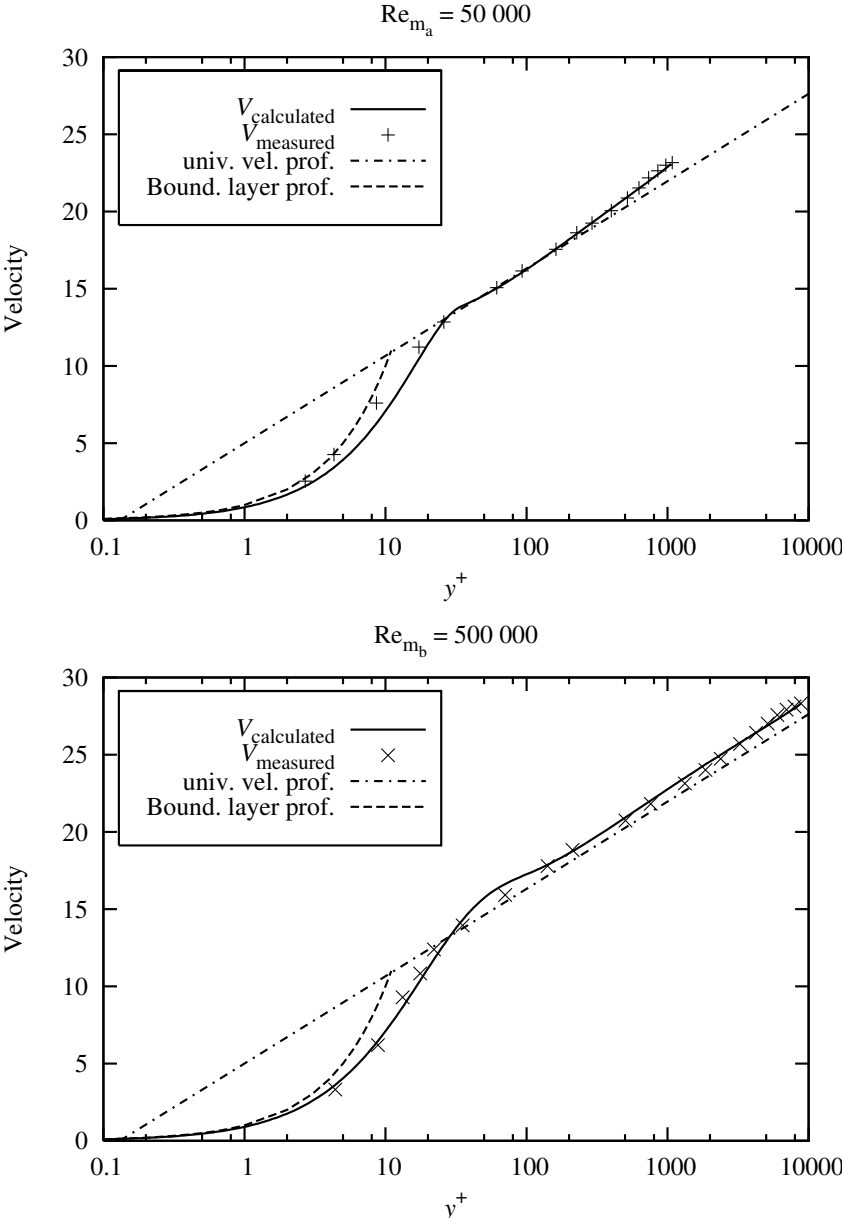 Re_{m_a} = 50 000
30
25
20
15
10
5
0
Velocity
V_calculated
V_measured
univ. vel. prof.
Bound. layer prof.
0.1 1 10 100 1000 10000
y^+
Re_{m_b} = 500 000
30
25
20
15
10
5
0
Velocity
V_calculated
V_measured
univ. vel. prof.
Bound. layer prof.
0.1 1 10 100 1000 10000
y^+